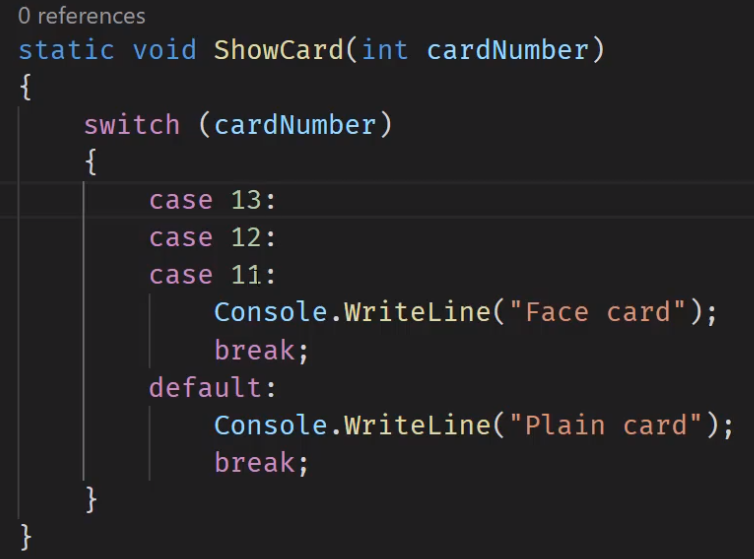 0 references
static void ShowCard(int cardNumber)
{
switch (cardNumber)
{
case 13:
case 12:
case 11:
Console.WriteLine("Face card");
break;
default:
Console.WriteLine("Plain card");
break;
}
}